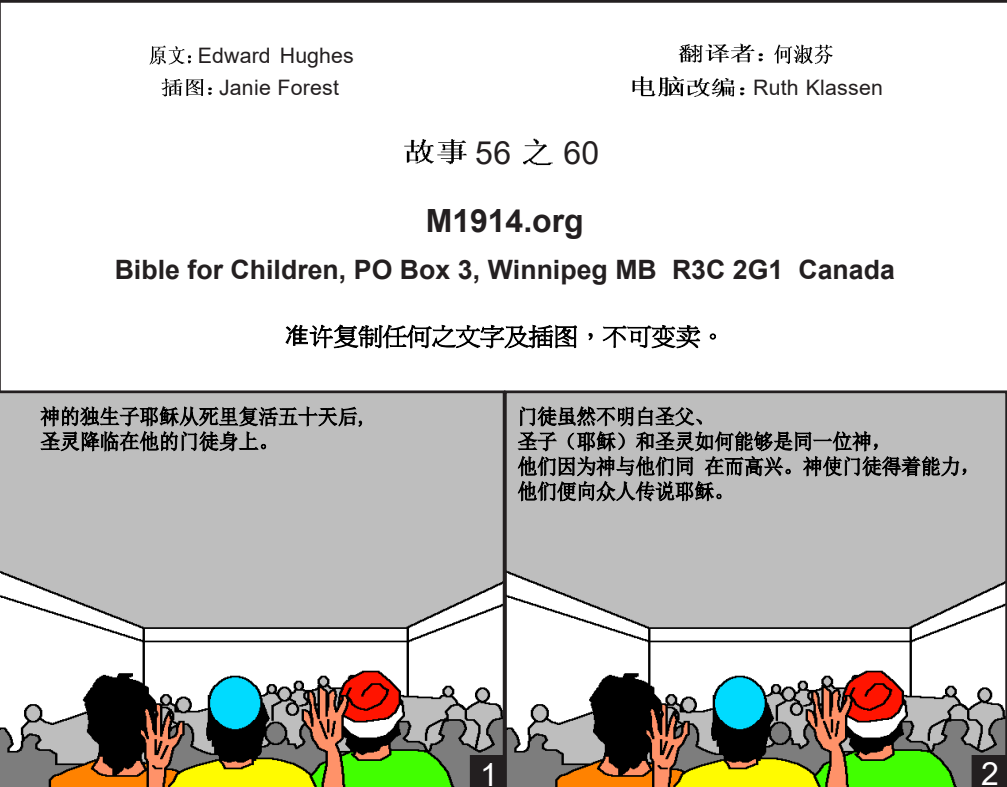 原文: Edward Hughes
翻译者: 何淑芬
插图: Janie Forest
电脑改编: Ruth Klassen
故事 56 之 60
M1914.org
Bible for Children, PO Box 3, Winnipeg MB R3C 2G1 Canada
准许复制任何之文字及插图，不可变卖。
神的独生子耶稣从死里复活五十天后,
圣灵降临在他的门徒身上。
1
门徒虽然不明白圣父、
圣子（耶稣）和圣灵如何能够是同一位神，
他们因为神与他们同 在而高兴。神使门徒得着能力，
他们便向众人传说耶稣。
2